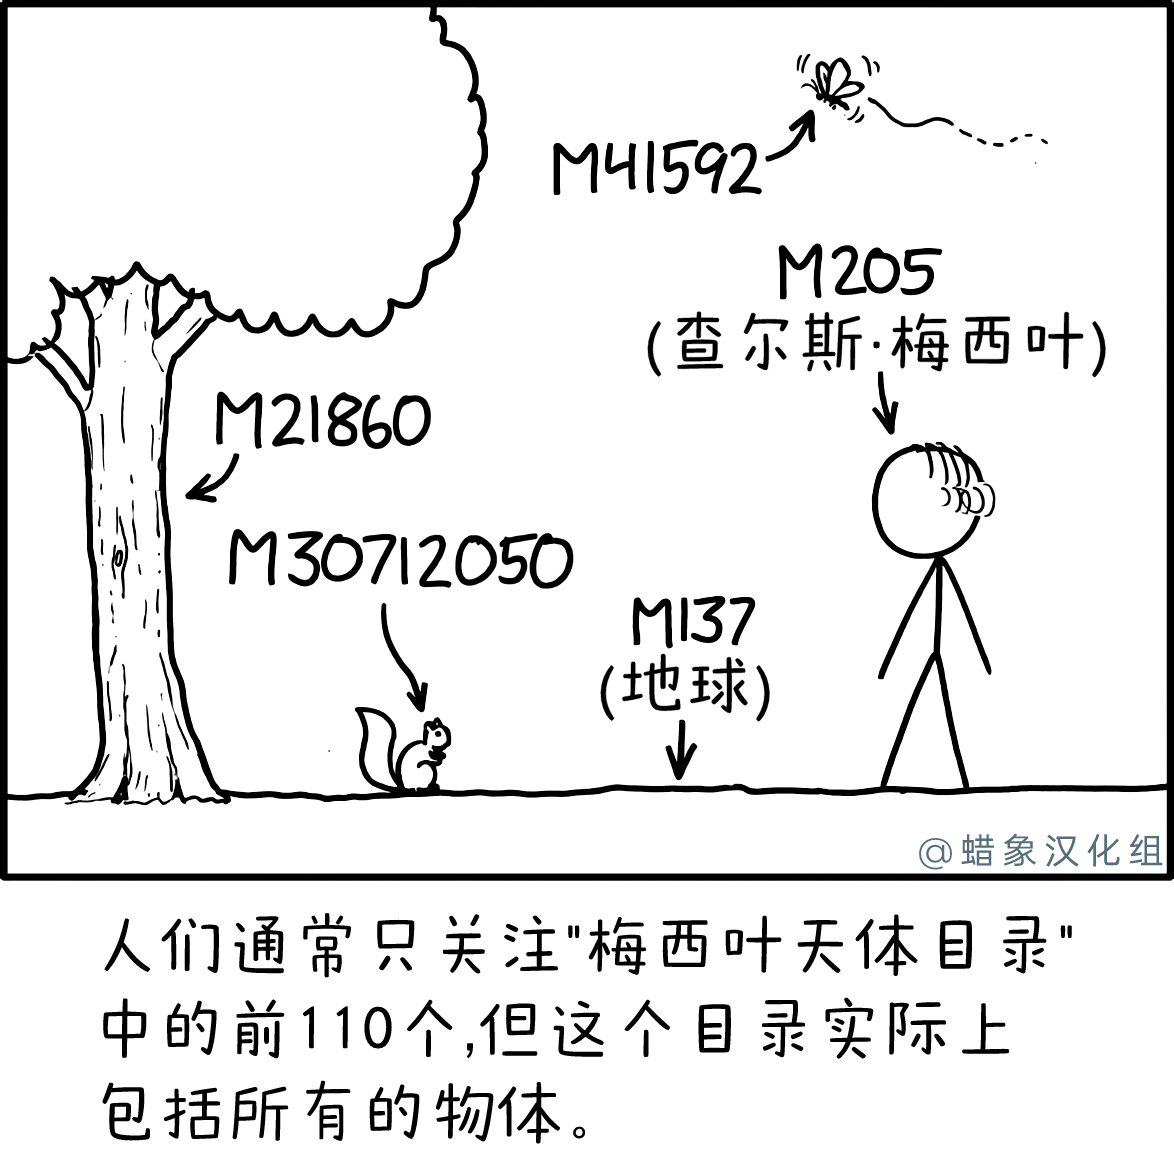 M41592
M205
(查尔斯·梅西叶)
M21860
M30712050
M137
(地球)
@蜡象汉化组
人们通常只关注"梅西叶天体目录"
中的前110个,但这个目录实际上
包括所有的物体。